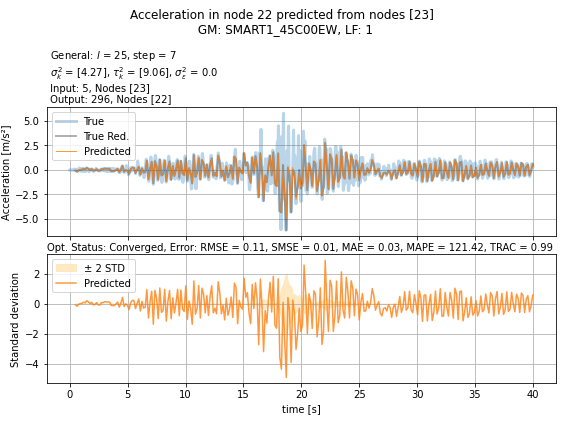 Acceleration in node 22 predicted from nodes [23]
GM: SMART1_45C00EW, LF: 1
General: l = 25, step = 7
σ²ₖ = [4.27], τ²ₖ = [9.06], σ²ε = 0.0
Input: 5, Nodes [23]
Output: 296, Nodes [22]
True
True Red.
Predicted
Acceleration [m/s²]
5.0
2.5
0.0
−2.5
−5.0
Opt. Status: Converged, Error: RMSE = 0.11, SMSE = 0.01, MAE = 0.03, MAPE = 121.42, TRAC = 0.99
± 2 STD
Predicted
Standard deviation
2
0
−2
−4
0 5 10 15 20 25 30 35 40
time [s]